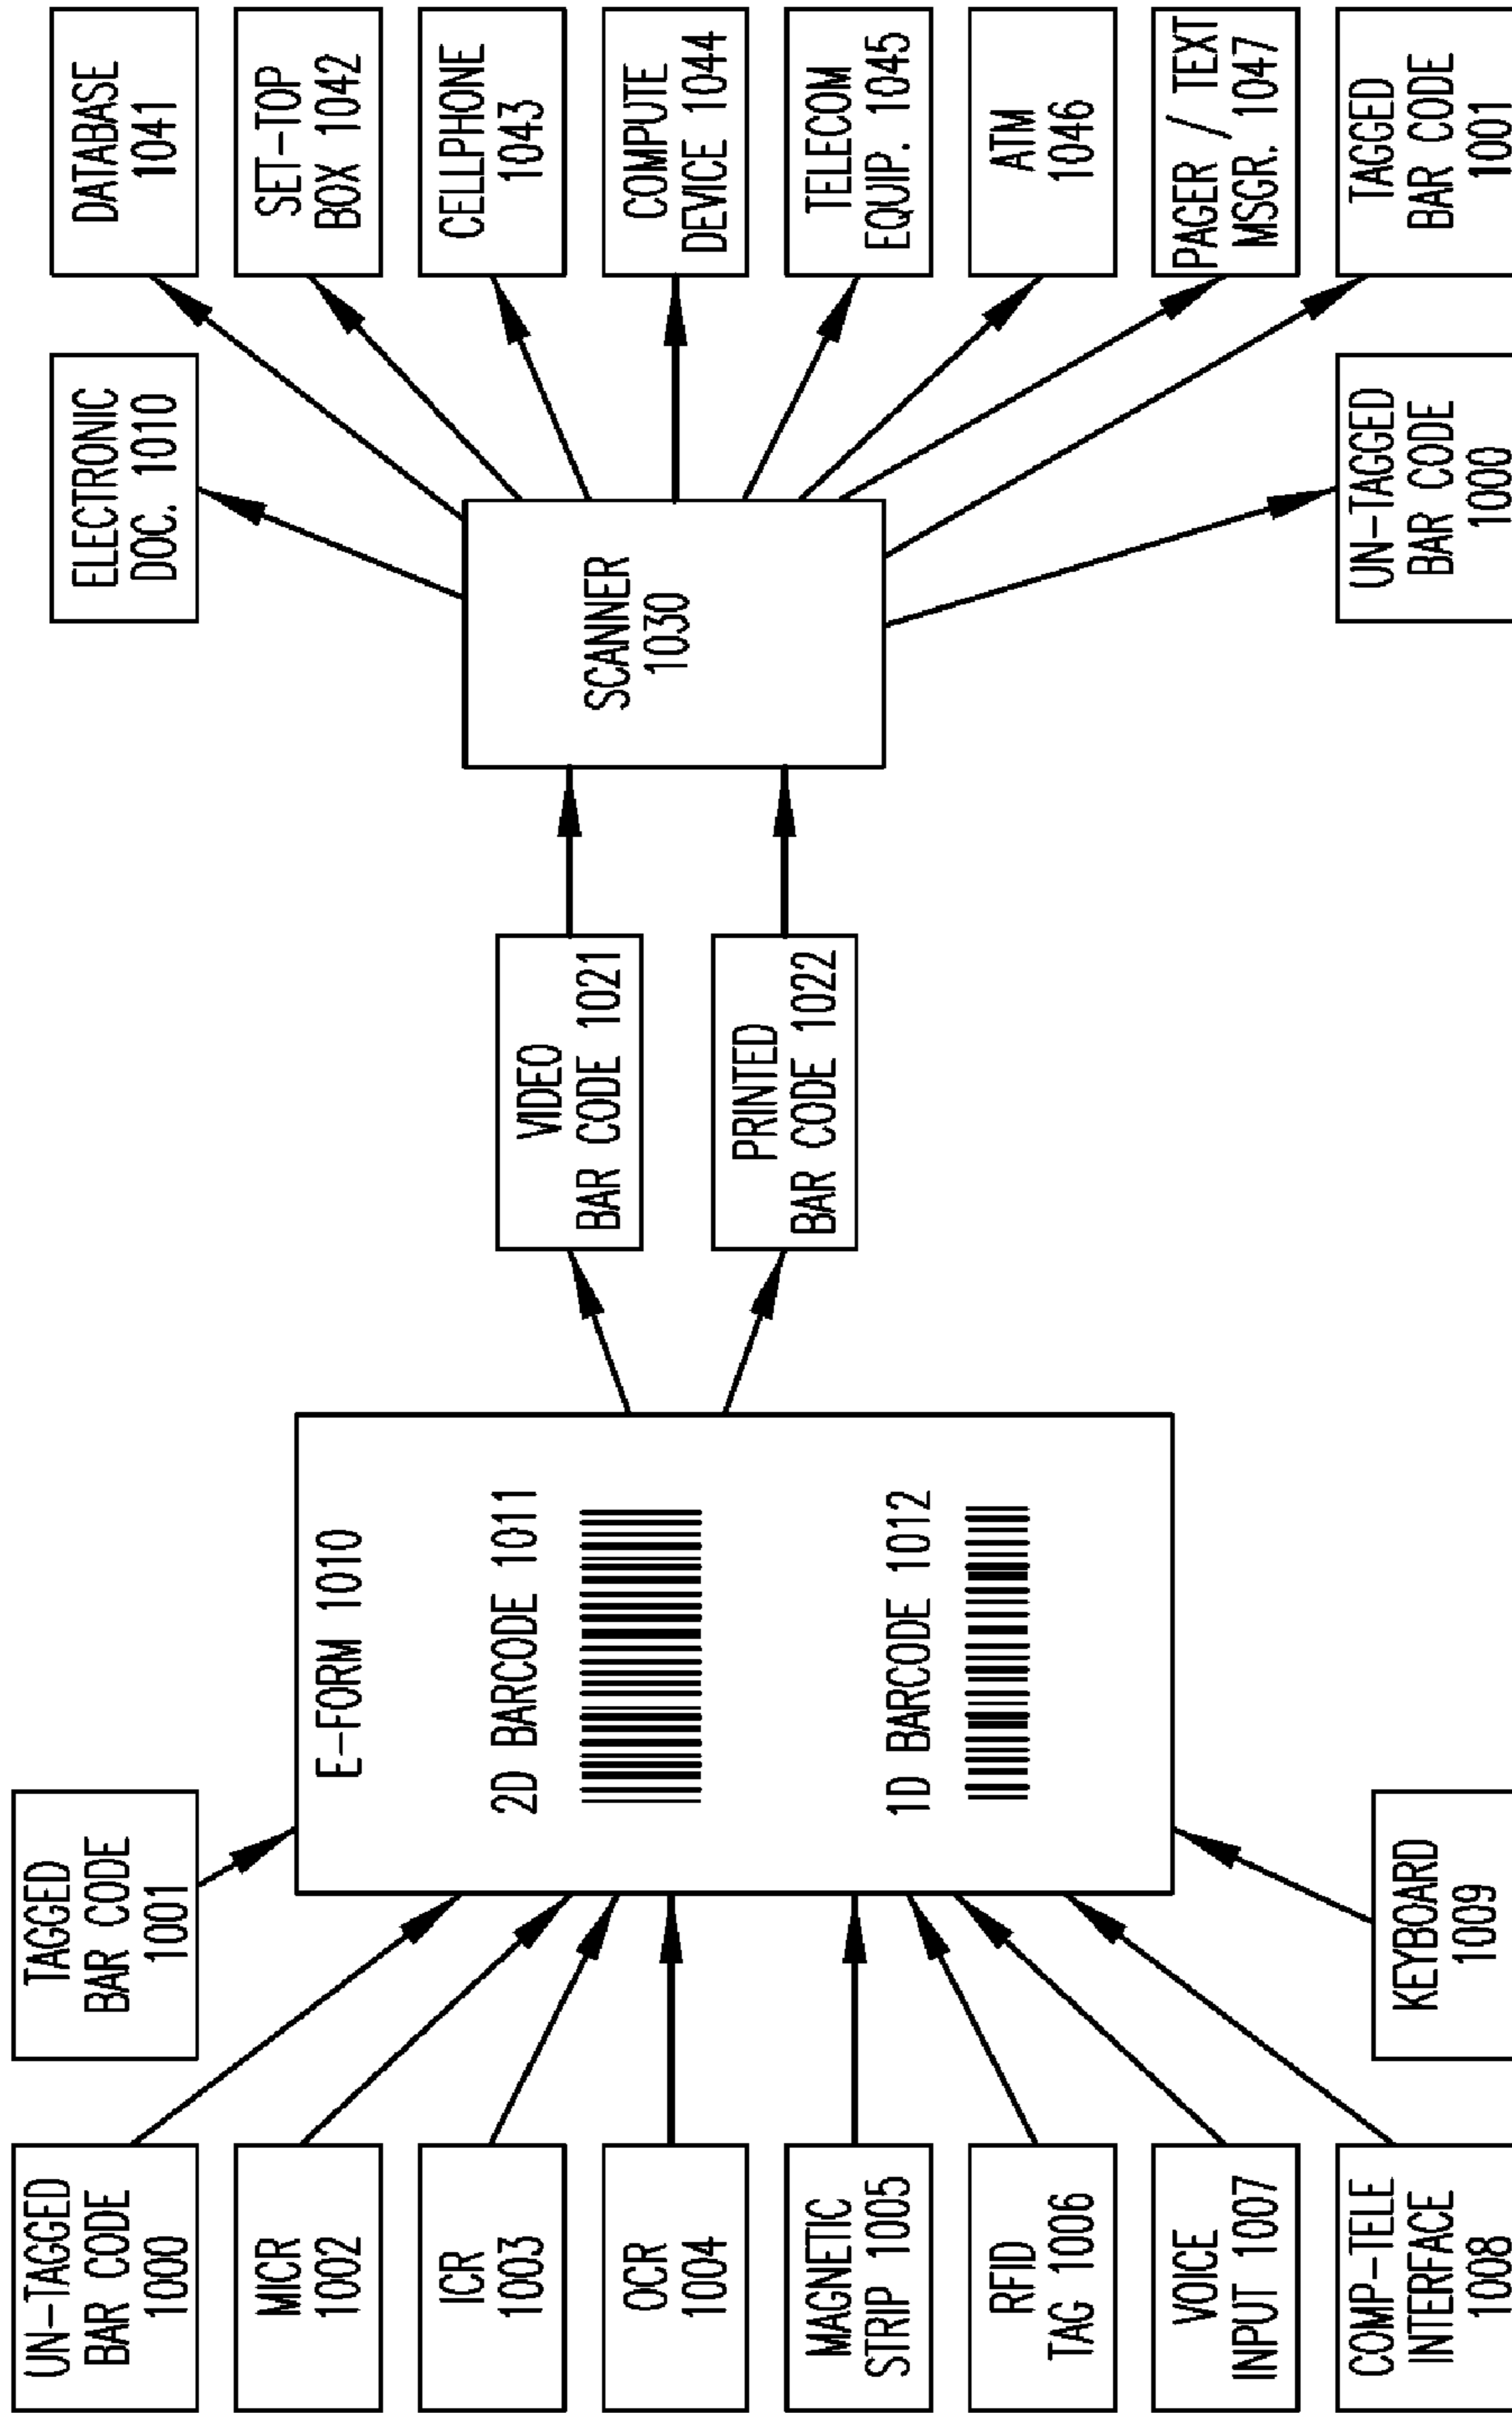 UN-TAGGED
BAR CODE
1000
TAGGED
BAR CODE
1001
MICR
1002
ICR
1003
OCR
1004
MAGNETIC
STRIP 1005
RFID
TAG 1006
VOICE
INPUT 1007
COMP-TELE
INTERFACE
1008
KEYBOARD
1009
E-FORM 1010
2D BARCODE 1011
1D BARCODE 1012
VIDEO
BAR CODE 1021
PRINTED
BAR CODE 1022
SCANNER
1030
ELECTRONIC
DOC. 1010
DATABASE
1041
SET-TOP
BOX 1042
CELLPHONE
1043
COMPUTE
DEVICE 1044
TELECOM
EQUIP. 1045
ATM
1046
PAGER / TEXT
MSGR. 1047
TAGGED
BAR CODE
1001
UN-TAGGED
BAR CODE
1000